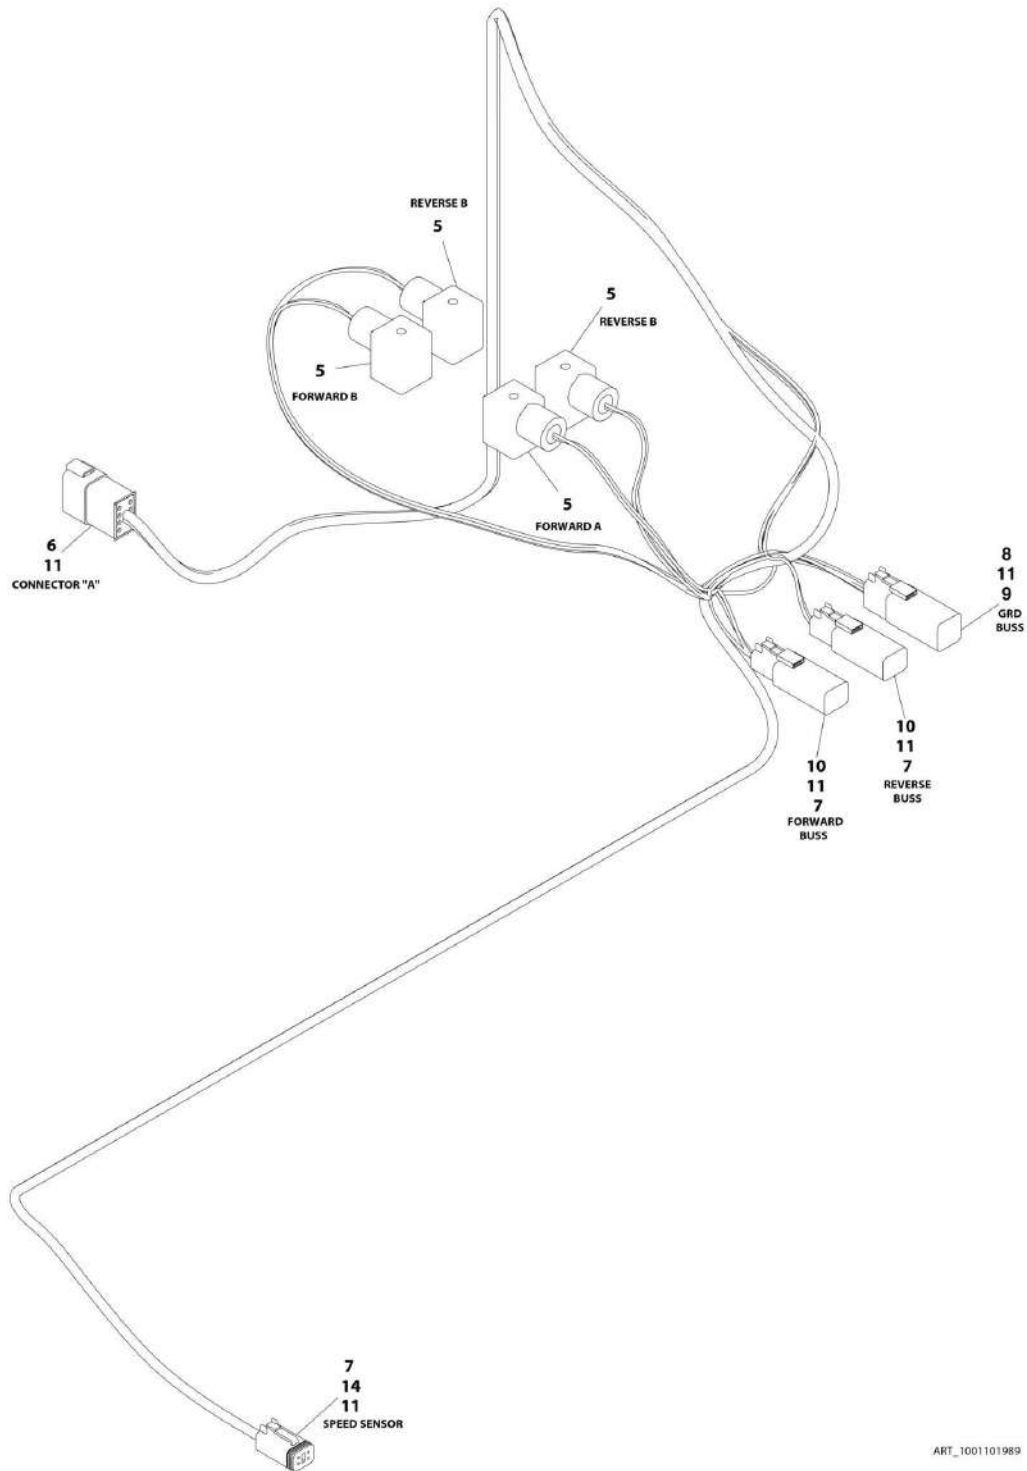 REVERSE B
5
5
REVERSE B
5
FORWARD B
5
FORWARD A
6
11
CONNECTOR "A"
8
11
9
GRD
BUSS
10
11
7
REVERSE
BUSS
10
11
7
FORWARD
BUSS
7
14
11
SPEED SENSOR
ART_1001101989